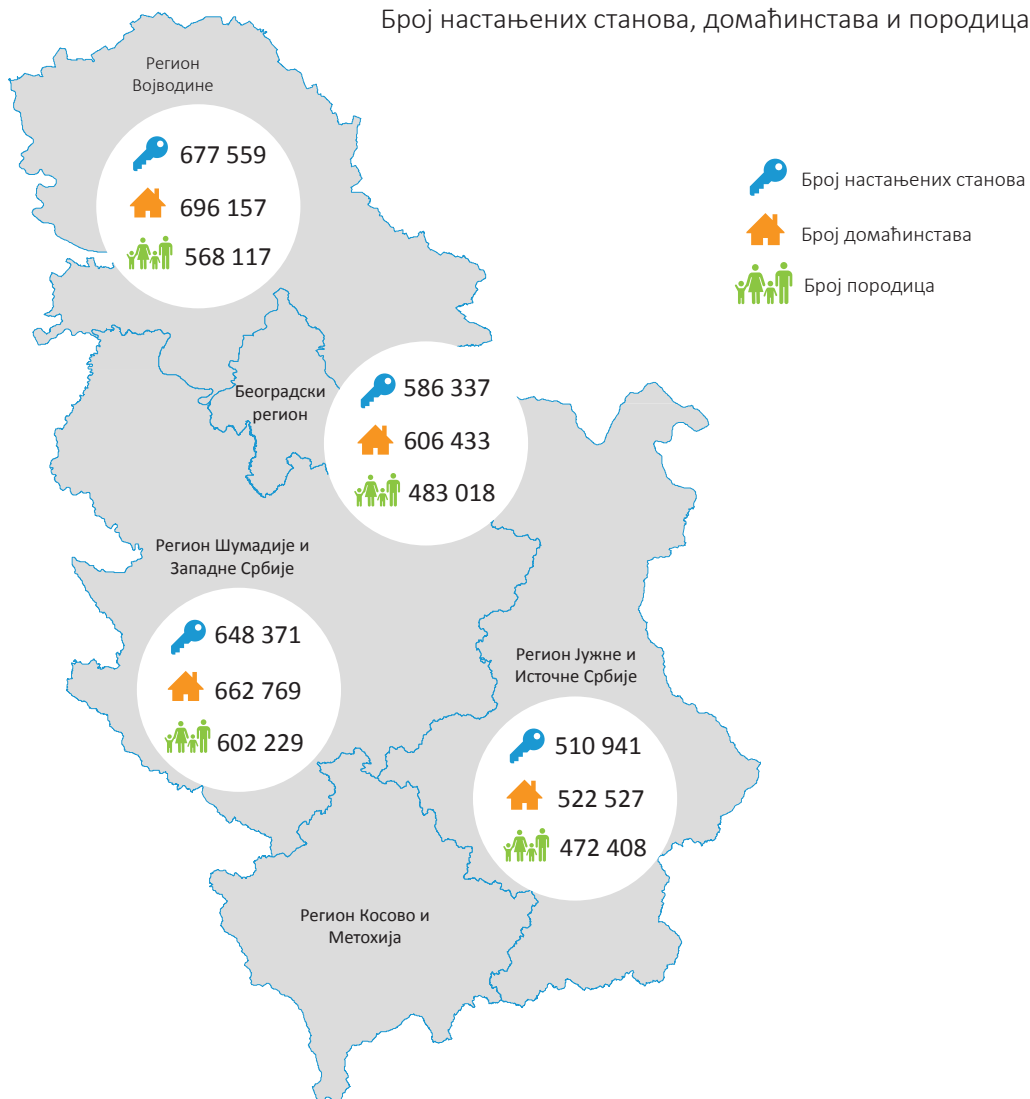 Број настањених станова, домаћинстава и породица
Регион
Војводине
677 559
696 157
568 117
Број настањених станова
Број домаћинстава
Број породица
Београдски
регион
586 337
606 433
483 018
Регион Шумадије и
Западне Србије
648 371
662 769
602 229
Регион Јужне и
Источне Србије
510 941
522 527
472 408
Регион Косово и
Метохија